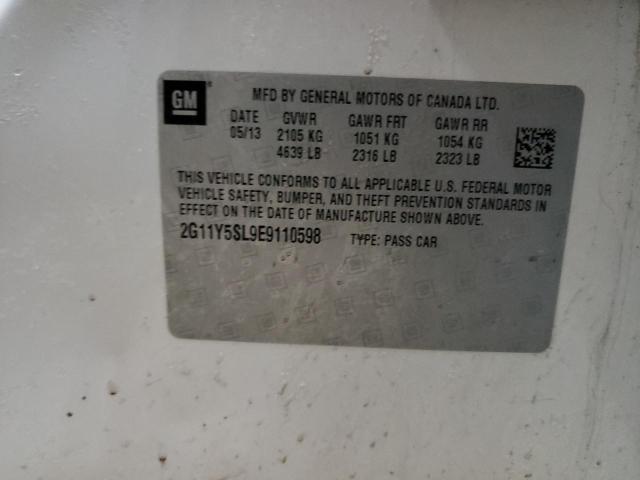 GM
MFD BY GENERAL MOTORS OF CANADA LTD.
DATE GVWR GAWR FRT GAWR RR
05/13 2105 KG 1051 KG 1054 KG
4639 LB 2316 LB 2323 LB
THIS VEHICLE CONFORMS TO ALL APPLICABLE U.S. FEDERAL MOTOR
VEHICLE SAFETY, BUMPER, AND THEFT PREVENTION STANDARDS IN
EFFECT ON THE DATE OF MANUFACTURE SHOWN ABOVE.
2G11Y5SL9E9110598 TYPE: PASS CAR